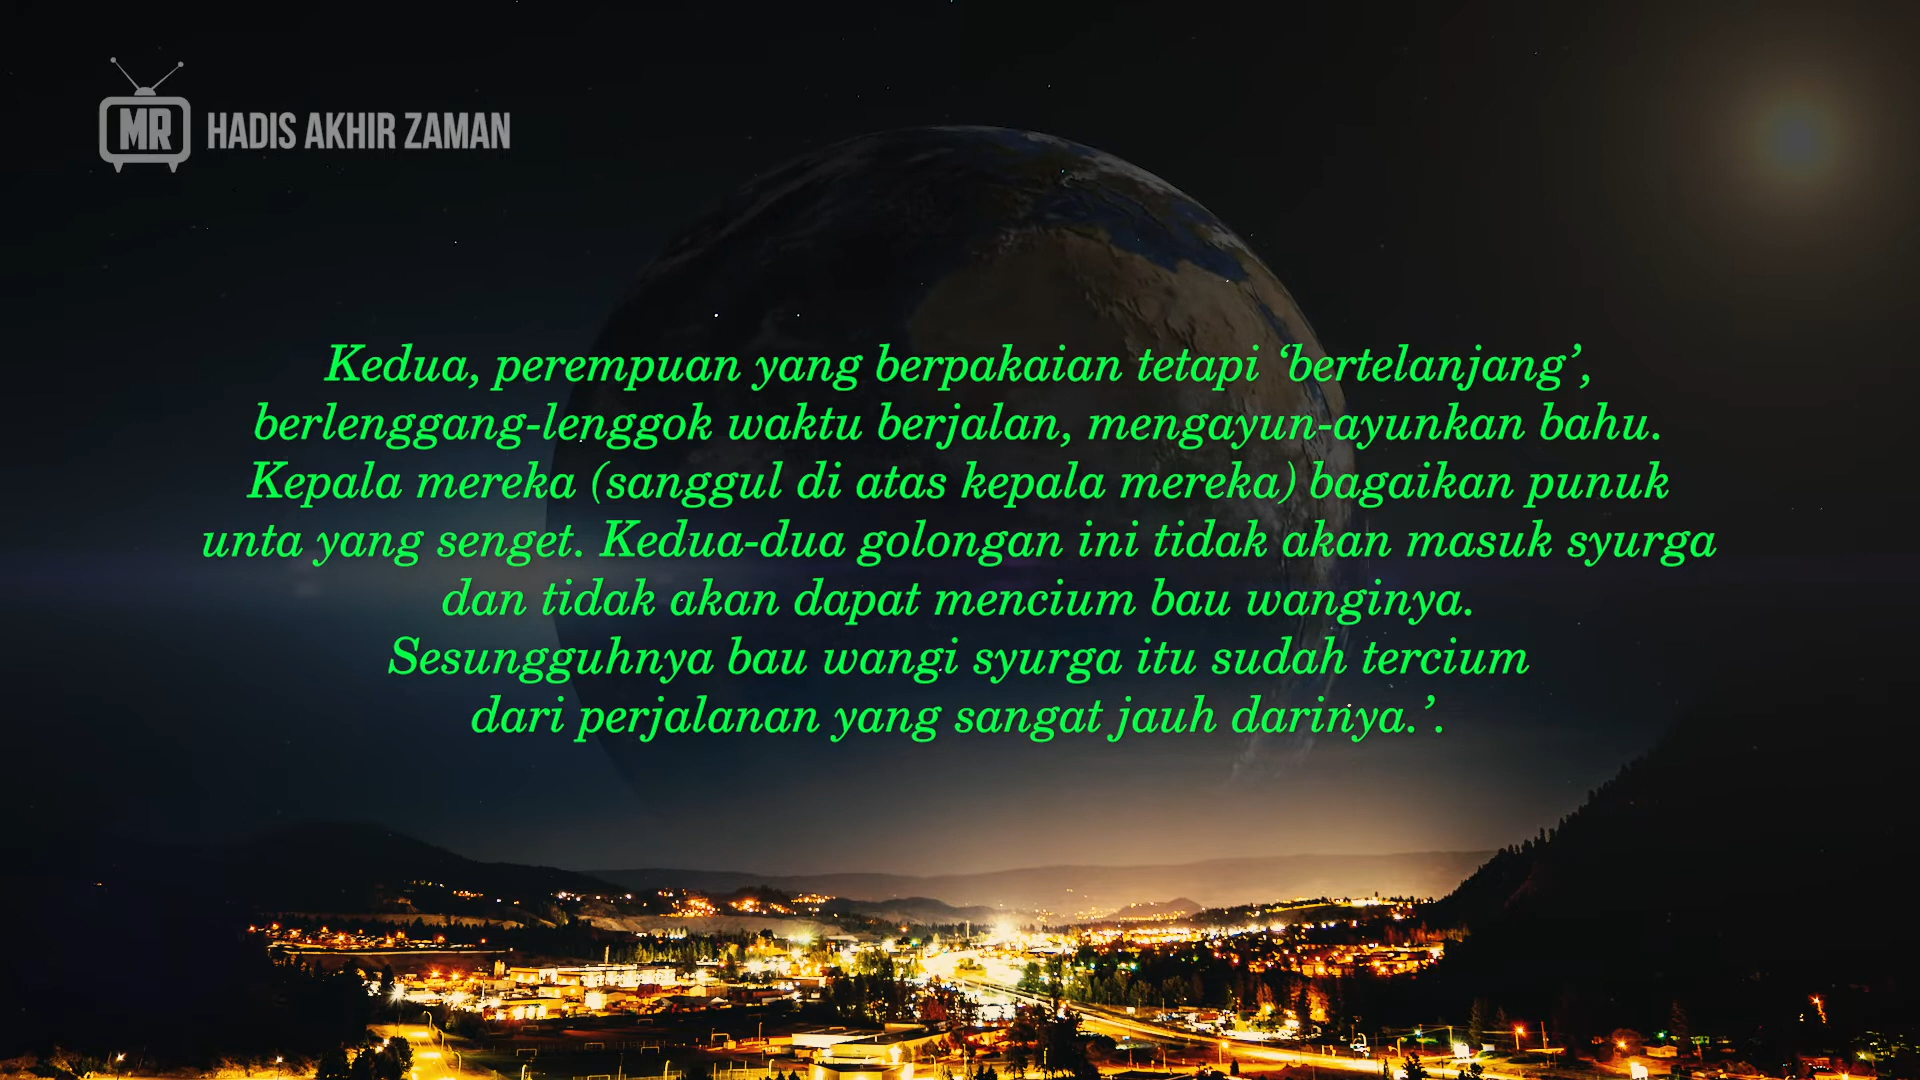 MR HADIS AKHIR ZAMAN
Kedua, perempuan yang berpakaian tetapi ‘bertelanjang’,
berlenggang-lenggok waktu berjalan, mengayun-ayunkan bahu.
Kepala mereka (sanggul di atas kepala mereka) bagaikan punuk
unta yang senget. Kedua-dua golongan ini tidak akan masuk syurga
dan tidak akan dapat mencium bau wanginya.
Sesungguhnya bau wangi syurga itu sudah tercium
dari perjalanan yang sangat jauh darinya.’.